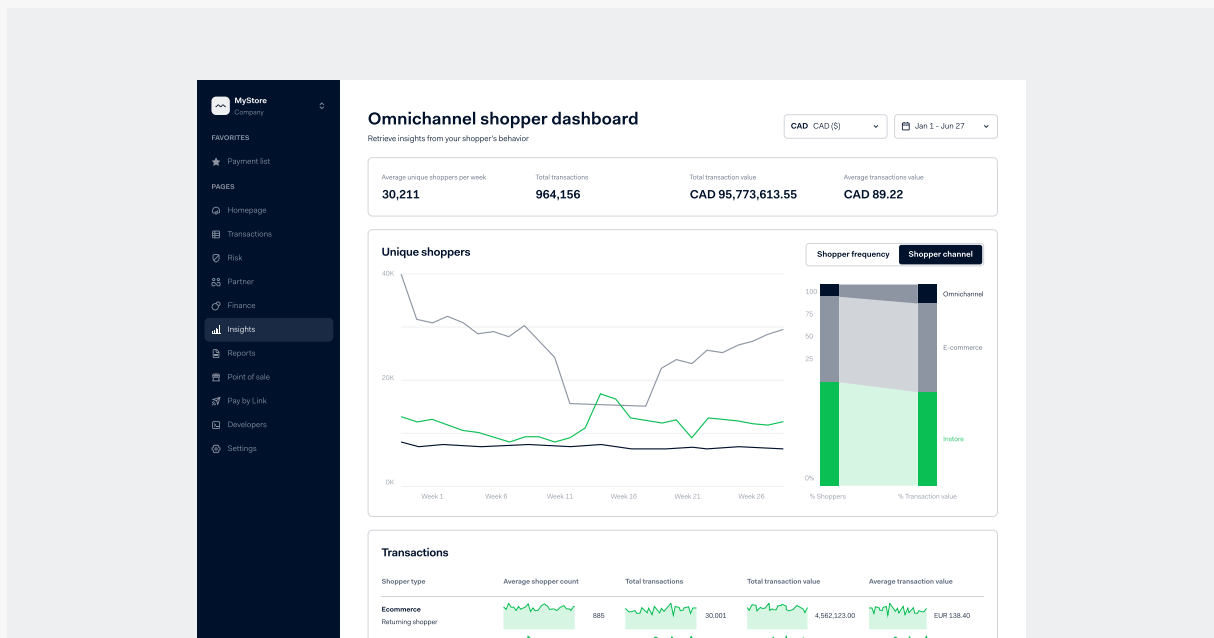 MyStore
Company
FAVORITES
Payment list
PAGES
Homepage
Transactions
Risk
Partner
Finance
Insights
Reports
Point of sale
Pay by Link
Developers
Settings
Omnichannel shopper dashboard
Retrieve insights from your shopper's behavior
CAD CAD ($)
Jan 1 - Jun 27
Average unique shoppers per week
30,211
Total transactions
964,156
Total transaction value
CAD 95,773,613.55
Average transactions value
CAD 89.22
Unique shoppers
40K
20K
0K
Week 1 Week 6 Week 11 Week 16 Week 21 Week 26
Shopper frequency Shopper channel
100
75
50
25
0%
Omnichannel
E-commerce
Instore
% Shoppers % Transaction value
Transactions
Shopper type Average shopper count Total transactions Total transaction value Average transaction value
Ecommerce
Returning shopper
885 30,001 4,562,123.00 EUR 138.40